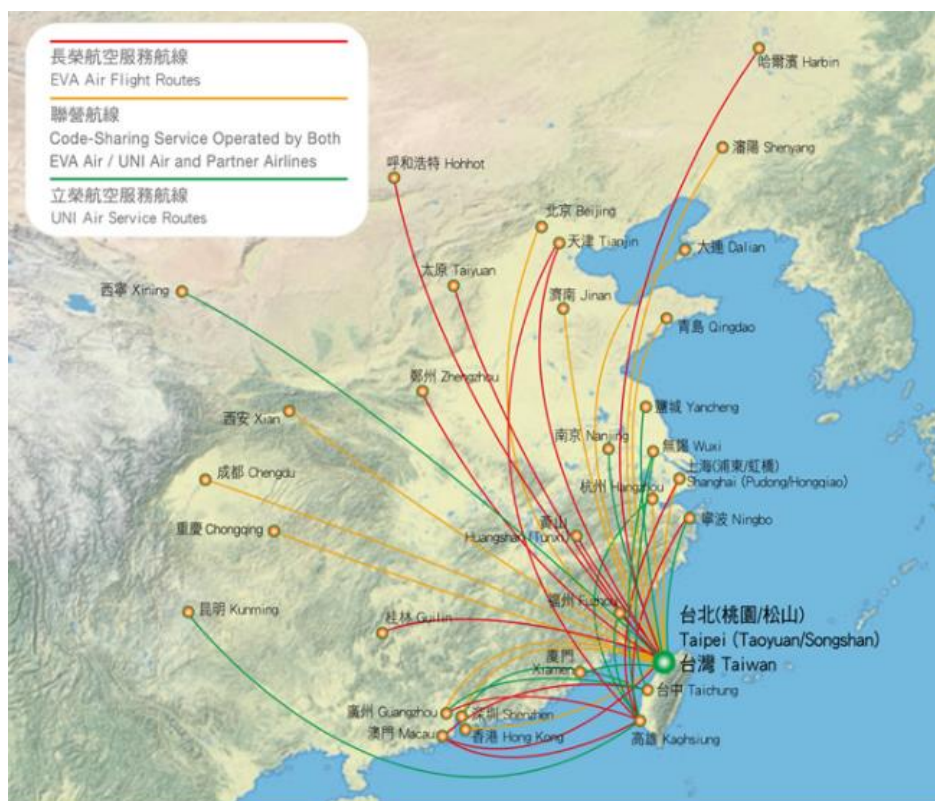 長榮航空服務航線
EVA Air Flight Routes
聯營航線
Code-Sharing Service Operated by Both
EVA Air / UNI Air and Partner Airlines
立榮航空服務航線
UNI Air Service Routes
哈爾濱 Harbin
瀋陽 Shenyang
呼和浩特 Hohhot
北京 Beijing
天津 Tianjin
大連 Dalian
太原 Taiyuan
西寧 Xining
濟南 Jinan
青島 Qingdao
鄭州 Zhengzhou
鹽城 Yancheng
西安 Xian
南京 Nanjing
無錫 Wuxi
上海(浦東/虹橋)
Shanghai (Pudong/Hongqiao)
成都 Chengdu
杭州 Hangzhou
寧波 Ningbo
重慶 Chongqing
黃山
Huangshan (Tunxi)
昆明 Kunming
福州 Fuzhou
桂林 Guilin
台北(桃園/松山)
Taipei (Taoyuan/Songshan)
台灣 Taiwan
廈門
Xiamen
台中 Taichung
廣州 Guangzhou
深圳 Shenzhen
澳門 Macau
香港 Hong Kong
高雄 Kaohsiung